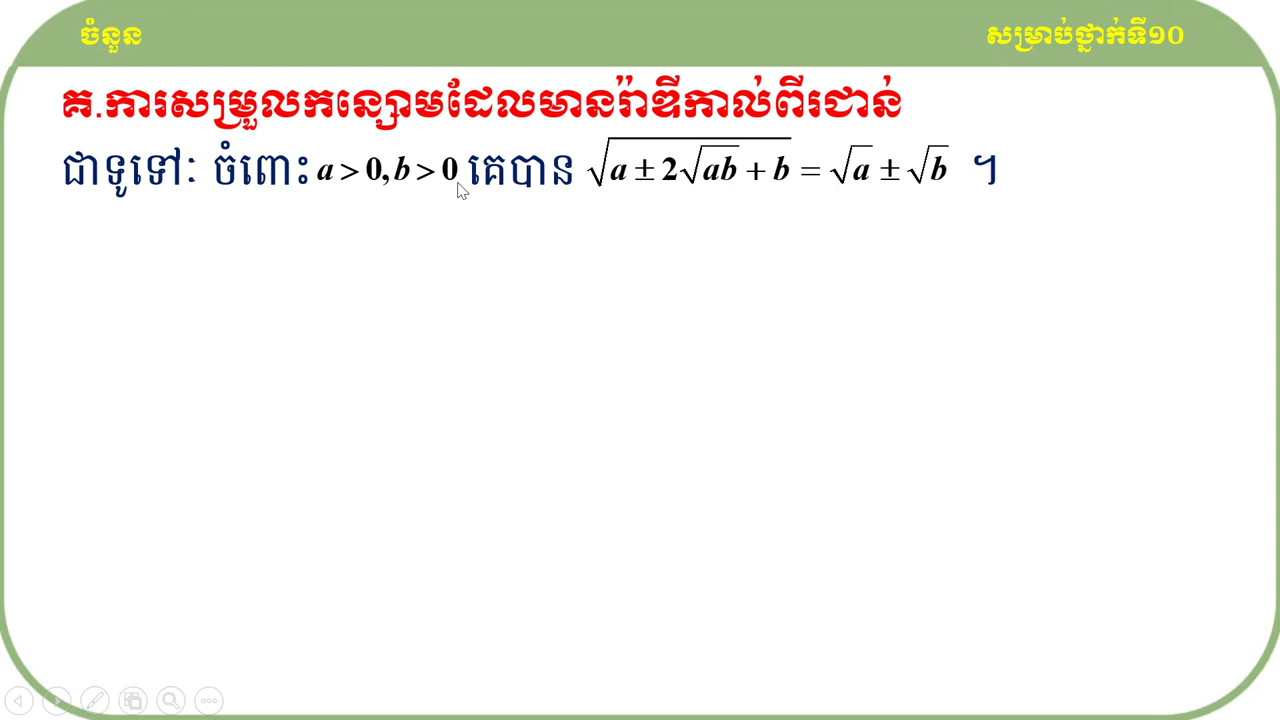 ចំនួន
សម្រាប់ថ្នាក់ទី១០
គ.ការសម្រួលកន្សោមដែលមានរ៉ាឌីកាល់ពីរជាន់
ជាទូទៅៈ ចំពោះ a > 0, b > 0 គេបាន √(a ± 2√(ab) + b) = √a ± √b ។